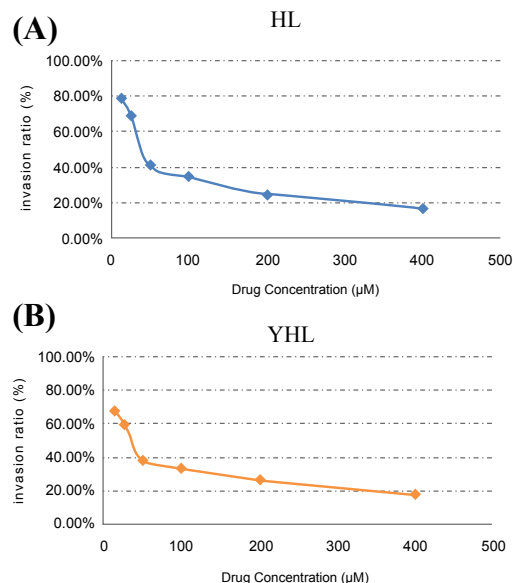 (A)
HL
100.00%
80.00%
60.00%
40.00%
20.00%
0.00%
invasion ratio (%)
0 100 200 300 400 500
Drug Concentration (µM)
(B)
YHL
100.00%
80.00%
60.00%
40.00%
20.00%
0.00%
invasion ratio (%)
0 100 200 300 400 500
Drug Concentration (µM)